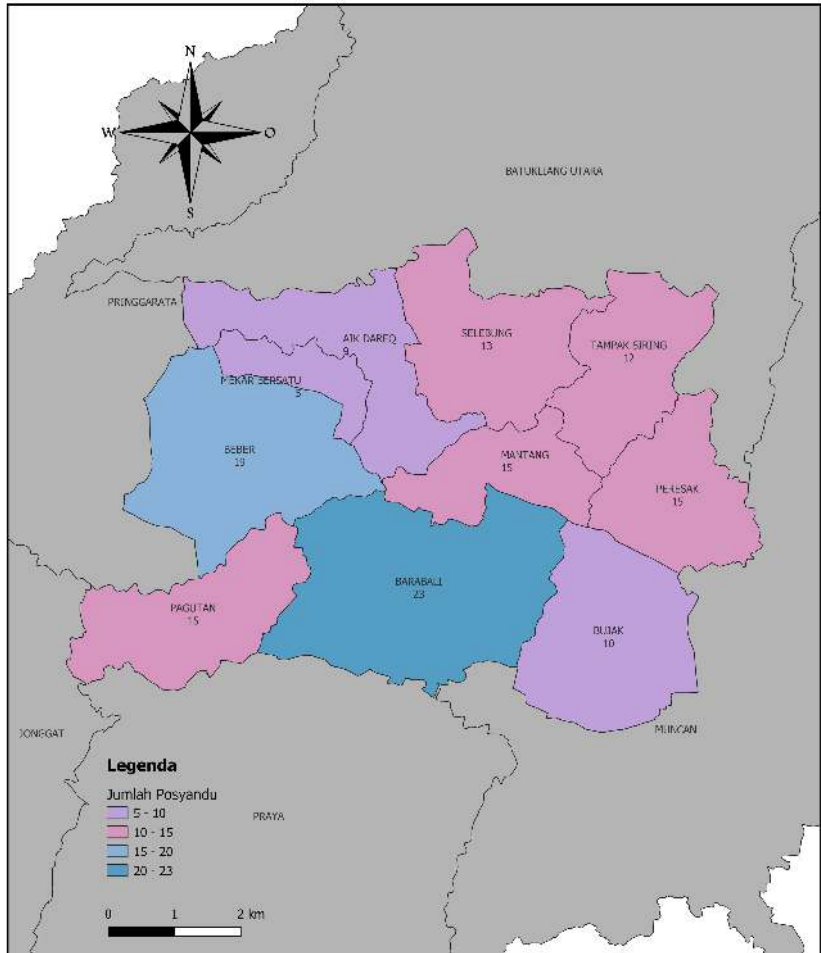 N
W
O
S
BATUKLIANG UTARA
PRINGGARATA
AIK DAREQ
9
SELEBUNG
13
TAMPAK SIRING
12
MEKAR BERSATU
5
BEBER
19
MANTANG
15
PERESAK
15
BARABALI
23
PAGUTAN
15
BUJAK
10
JONGGAT
MUNCAN
PRAYA
Legenda
Jumlah Posyandu
5 - 10
10 - 15
15 - 20
20 - 23
0 1 2 km